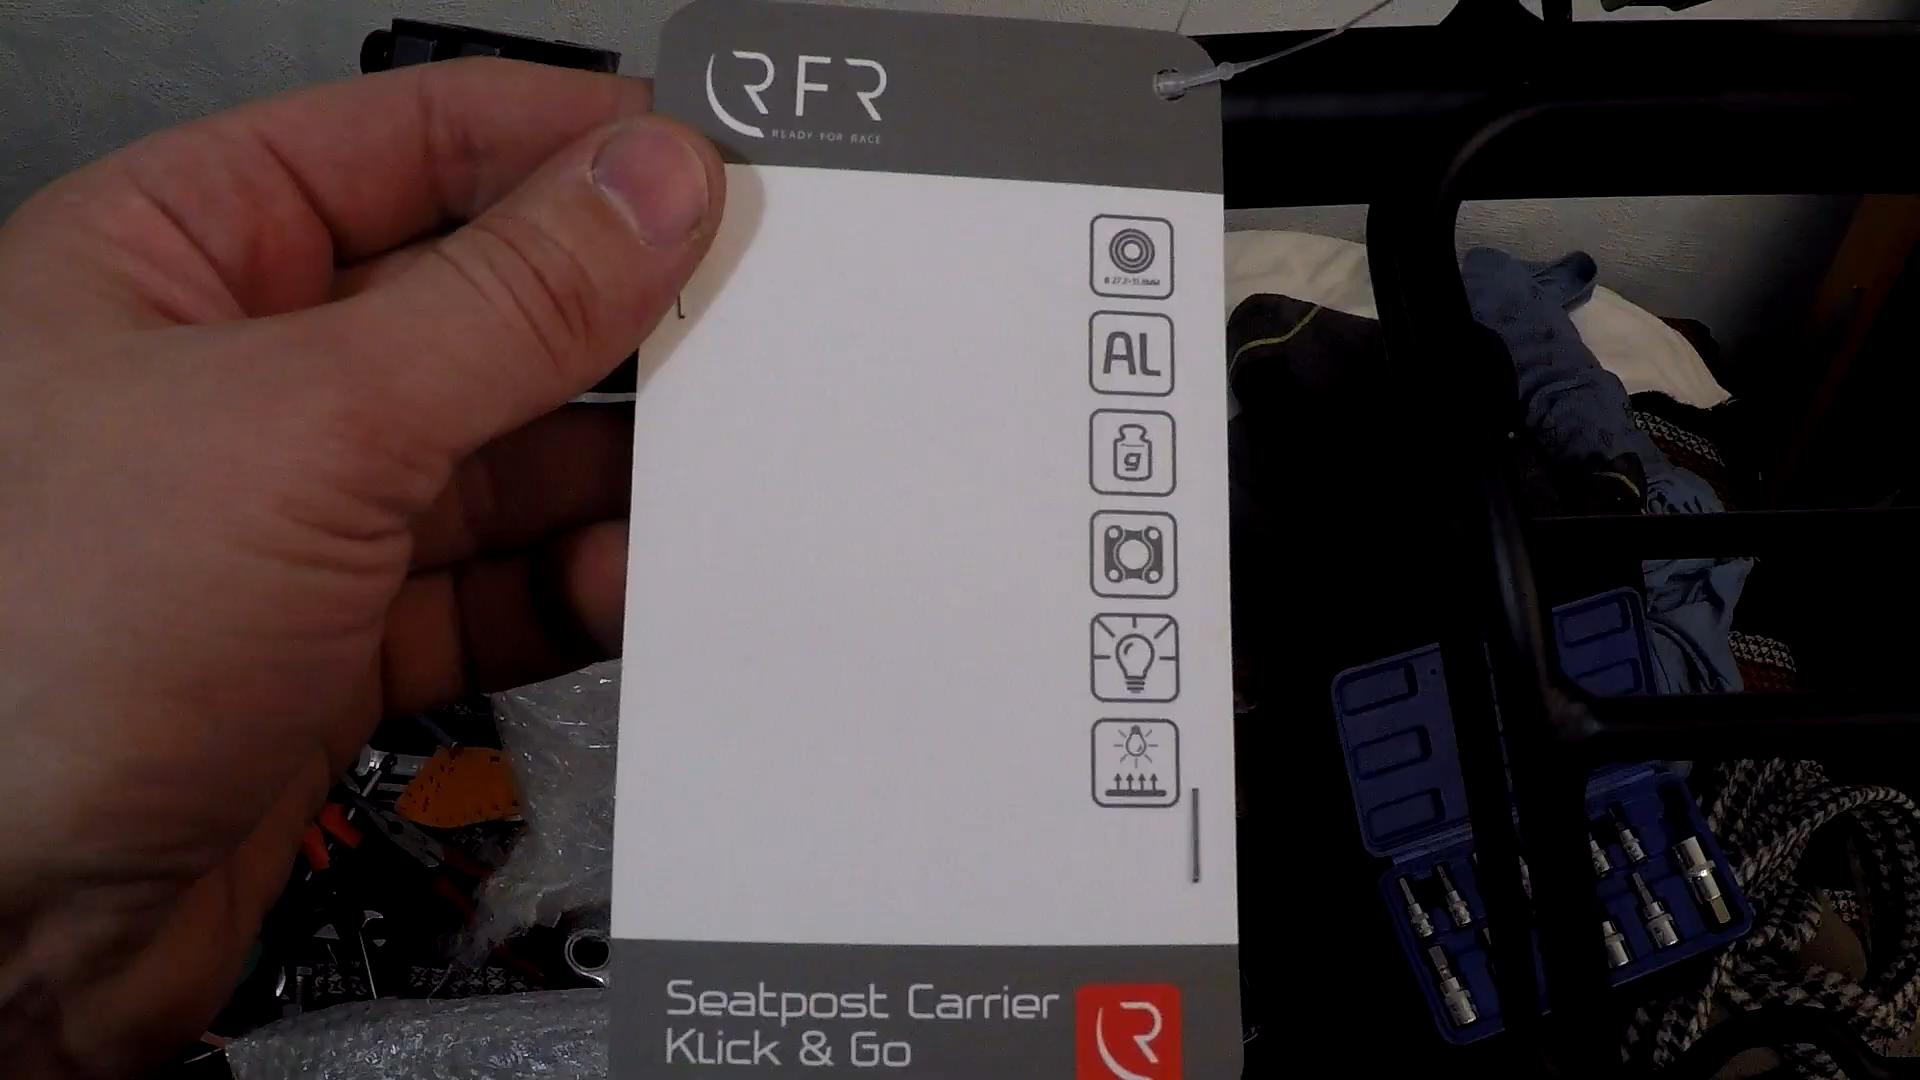 RFR
READY FOR RACE
AL
g
Seatpost Carrier
Klick & Go